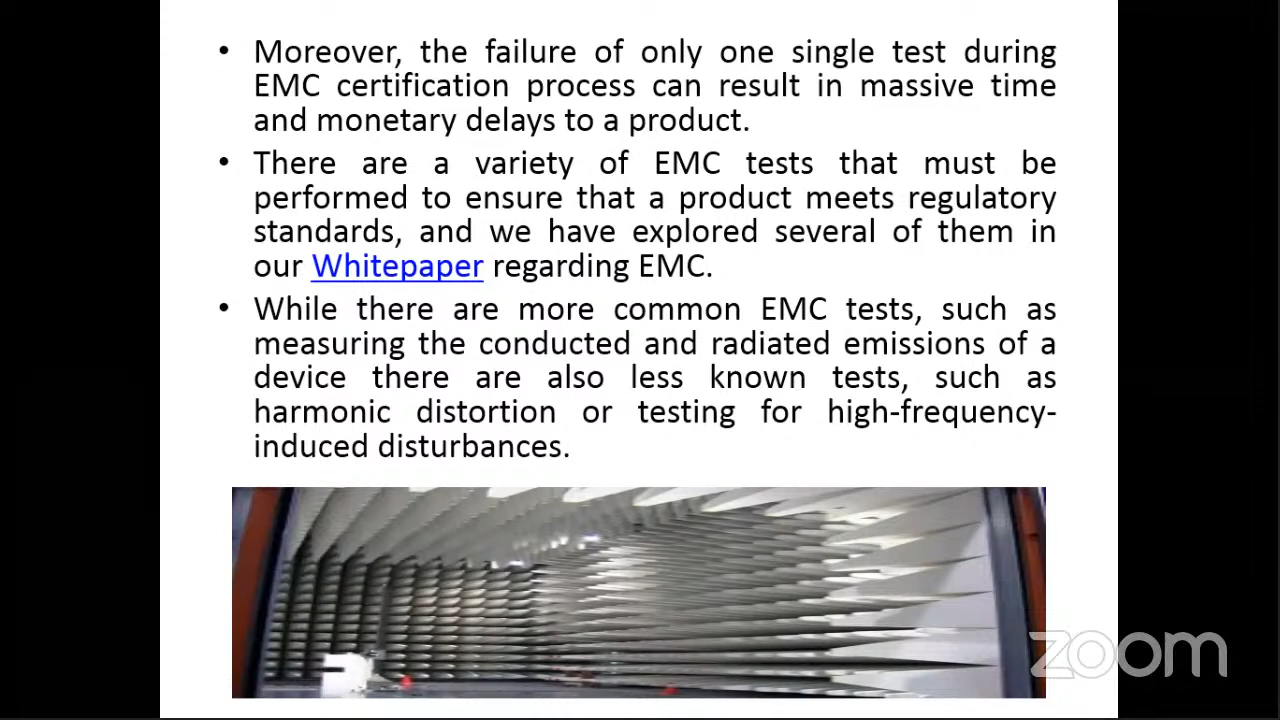 • Moreover, the failure of only one single test during
EMC certification process can result in massive time
and monetary delays to a product.
• There are a variety of EMC tests that must be
performed to ensure that a product meets regulatory
standards, and we have explored several of them in
our Whitepaper regarding EMC.
• While there are more common EMC tests, such as
measuring the conducted and radiated emissions of a
device there are also less known tests, such as
harmonic distortion or testing for high-frequency-
induced disturbances.
zoom